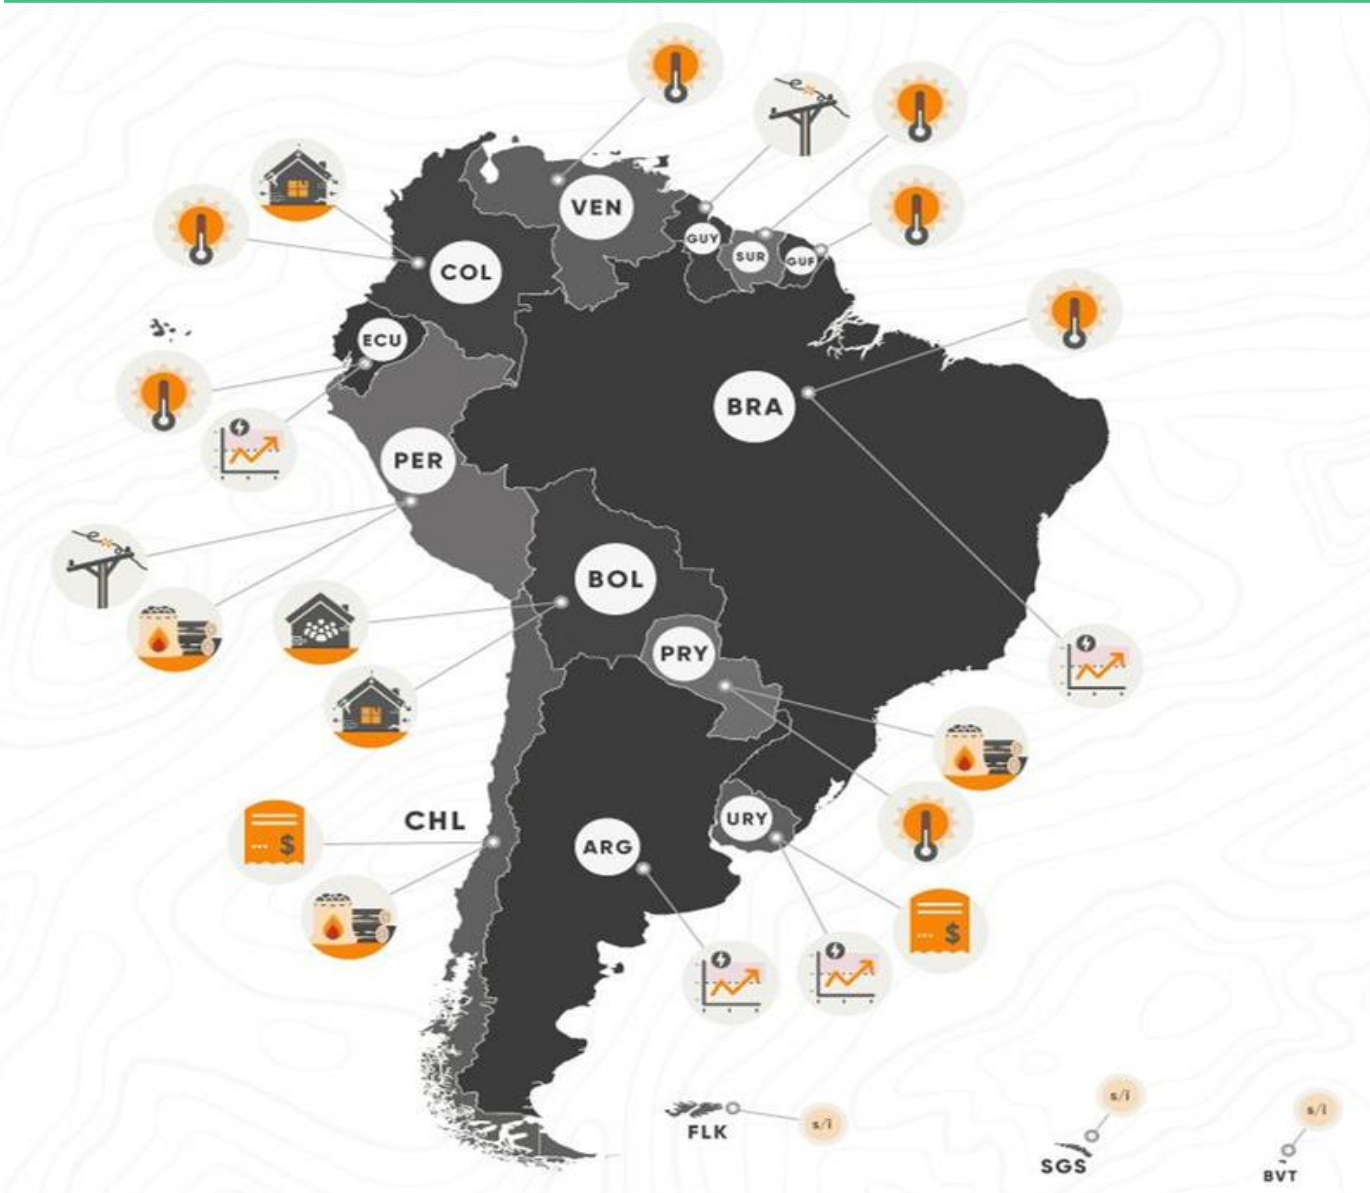 VEN
GUY
SUR
GUF
COL
ECU
BRA
PER
BOL
PRY
CHL
... $
URY
ARG
... $
s/i
FLK
s/i
SGS
s/i
BVT